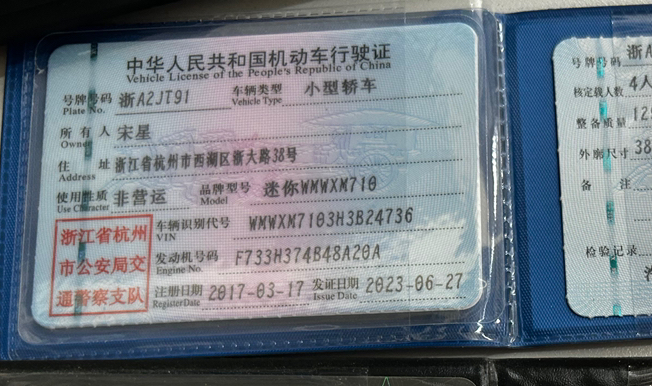 中华人民共和国机动车行驶证
Vehicle License of the People's Republic of China
号牌号码 浙A2JT91 车辆类型 小型轿车
Plate No. Vehicle Type
所有人 宋星
Owner
住址 浙江省杭州市西湖区浙大路38号
Address
使用性质 非营运 品牌型号 迷你WMWXM710
Use Character Model
浙江省杭州
市公安局交
通警察支队
车辆识别代号 WMWXM7103H3B24736
VIN
发动机号码 F733H374B48A20A
Engine No.
注册日期 2017-03-17 发证日期 2023-06-27
Register Date Issue Date
号牌号码 浙A
核定载人数 4人
整备质量 129
外廓尺寸 38
备注
检验记录